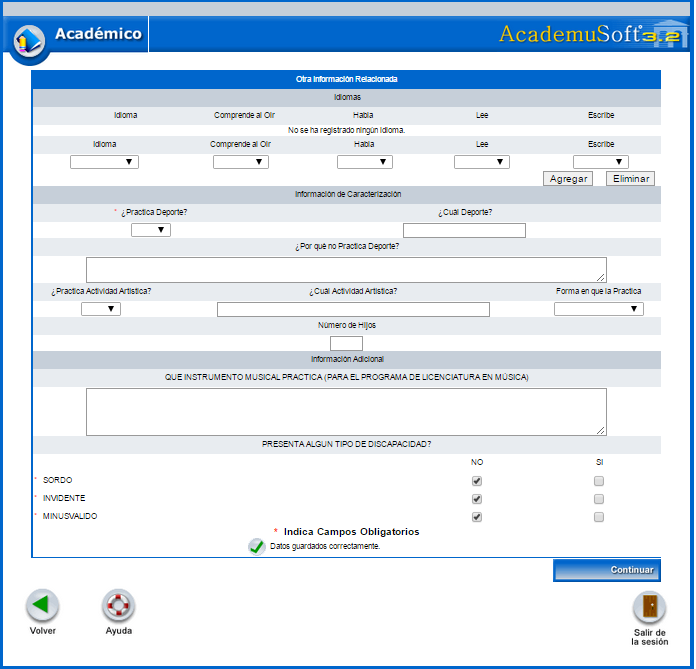 Académico
AcademuSoft 3.2
Otra Información Relacionada
Idiomas
Idioma Comprende al Oir Habla Lee Escribe
No se ha registrado ningún idioma.
Idioma Comprende al Oir Habla Lee Escribe
Agregar Eliminar
Información de Caracterización
* ¿Practica Deporte? ¿Cuál Deporte?
¿Por qué no Practica Deporte?
¿Practica Actividad Artistica? ¿Cuál Actividad Artistica? Forma en que la Practica
Número de Hijos
Información Adicional
QUE INSTRUMENTO MUSICAL PRACTICA (PARA EL PROGRAMA DE LICENCIATURA EN MÚSICA)
PRESENTA ALGUN TIPO DE DISCAPACIDAD?
NO SI
* SORDO
* INVIDENTE
* MINUSVALIDO
* Indica Campos Obligatorios
Datos guardados correctamente.
Continuar
Volver Ayuda Salir de
la sesión